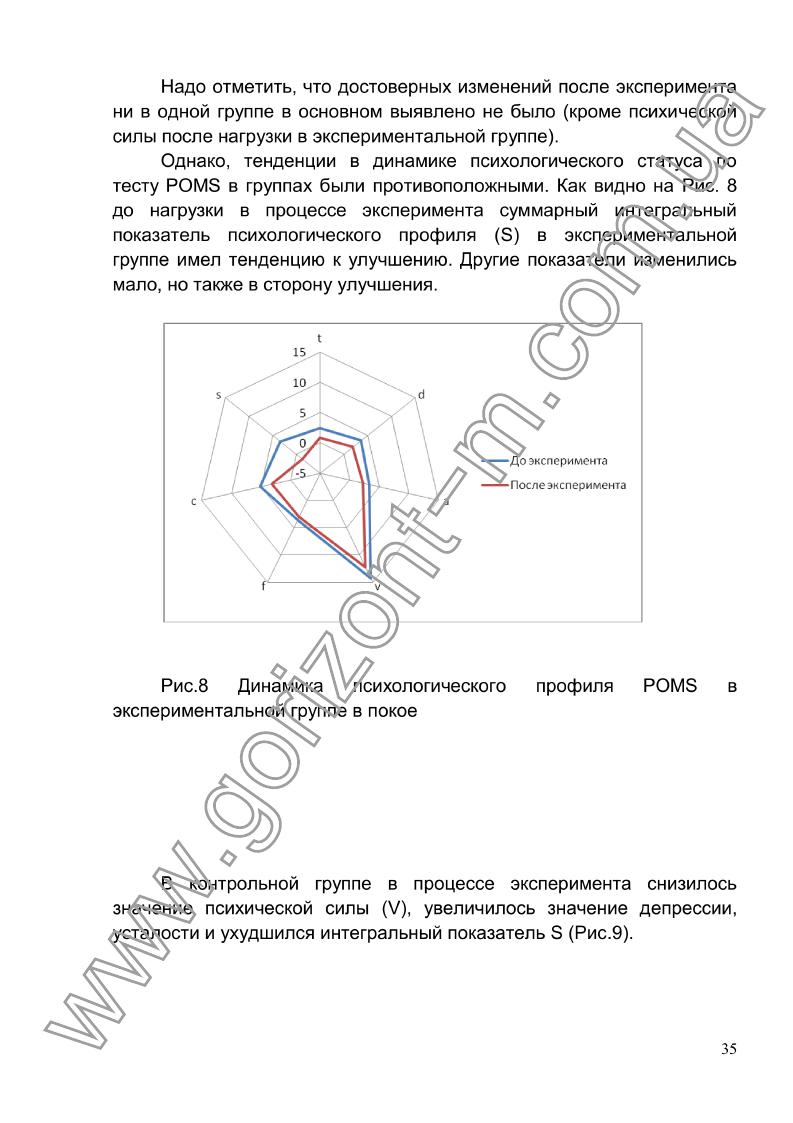 Надо отметить, что достоверных изменений после эксперимента
ни в одной группе в основном выявлено не было (кроме психической
силы после нагрузки в экспериментальной группе).
Однако, тенденции в динамике психологического статуса по
тесту POMS в группах были противоположными. Как видно на Рис. 8
до нагрузки в процессе эксперимента суммарный интегральный
показатель психологического профиля (S) в экспериментальной
группе имел тенденцию к улучшению. Другие показатели изменились
мало, но также в сторону улучшения.
t
15
10
5
0
-5
s
d
c
a
f
v
До эксперимента
После эксперимента
Рис.8 Динамика психологического профиля POMS в
экспериментальной группе в покое
В контрольной группе в процессе эксперимента снизилось
значение психической силы (V), увеличилось значение депрессии,
усталости и ухудшился интегральный показатель S (Рис.9).
35
www.gorizont-m.com.ua